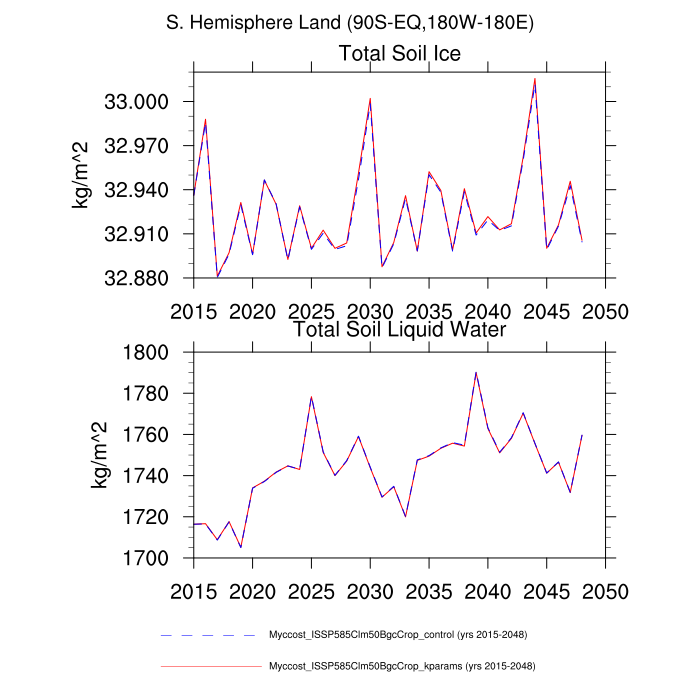 S. Hemisphere Land (90S-EQ,180W-180E)
Total Soil Ice
33.000
32.970
32.940
32.910
32.880
kg/m^2
2015 2020 2025 2030 2035 2040 2045 2050
Total Soil Liquid Water
1800
1780
1760
1740
1720
1700
kg/m^2
2015 2020 2025 2030 2035 2040 2045 2050
Myccost_ISSP585Clm50BgcCrop_control (yrs 2015-2048)
Myccost_ISSP585Clm50BgcCrop_kparams (yrs 2015-2048)